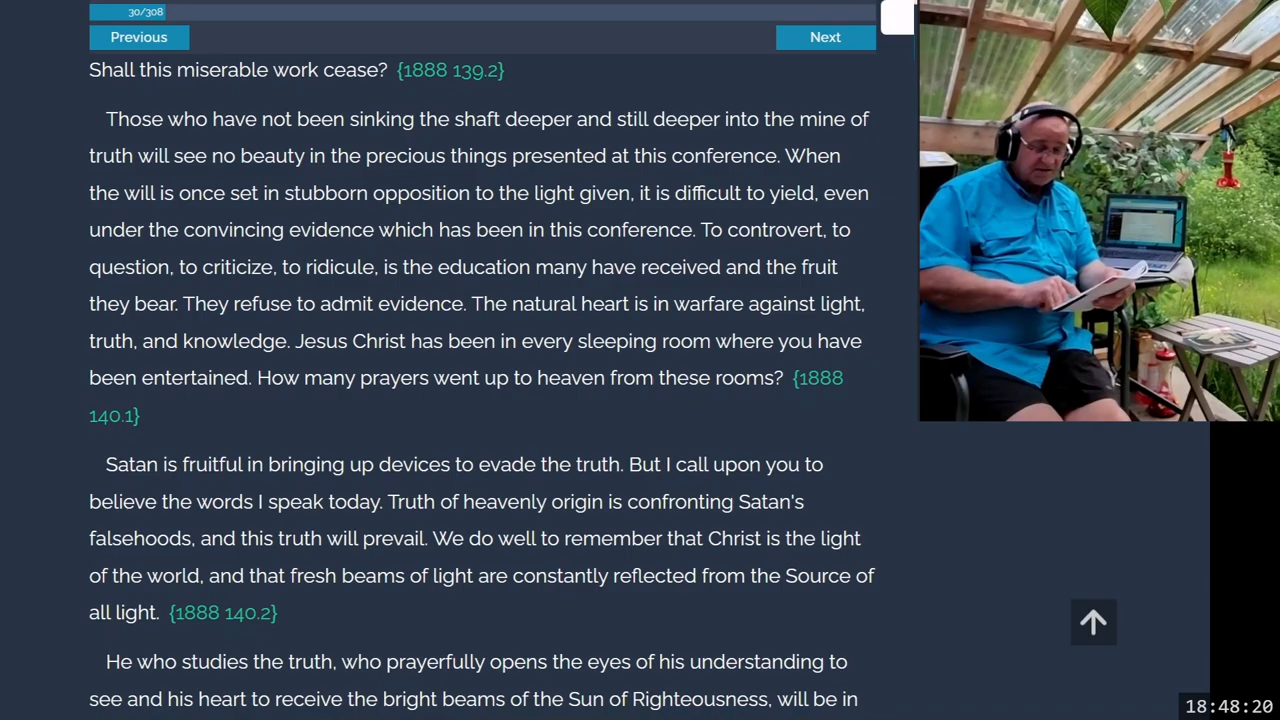 30/308
Previous
Next
Shall this miserable work cease? {1888 139.2}
Those who have not been sinking the shaft deeper and still deeper into the mine of
truth will see no beauty in the precious things presented at this conference. When
the will is once set in stubborn opposition to the light given, it is difficult to yield, even
under the convincing evidence which has been in this conference. To controvert, to
question, to criticize, to ridicule, is the education many have received and the fruit
they bear. They refuse to admit evidence. The natural heart is in warfare against light,
truth, and knowledge. Jesus Christ has been in every sleeping room where you have
been entertained. How many prayers went up to heaven from these rooms? {1888
140.1}
Satan is fruitful in bringing up devices to evade the truth. But I call upon you to
believe the words I speak today. Truth of heavenly origin is confronting Satan's
falsehoods, and this truth will prevail. We do well to remember that Christ is the light
of the world, and that fresh beams of light are constantly reflected from the Source of
all light. {1888 140.2}
He who studies the truth, who prayerfully opens the eyes of his understanding to
see and his heart to receive the bright beams of the Sun of Righteousness, will be in
18:48:20